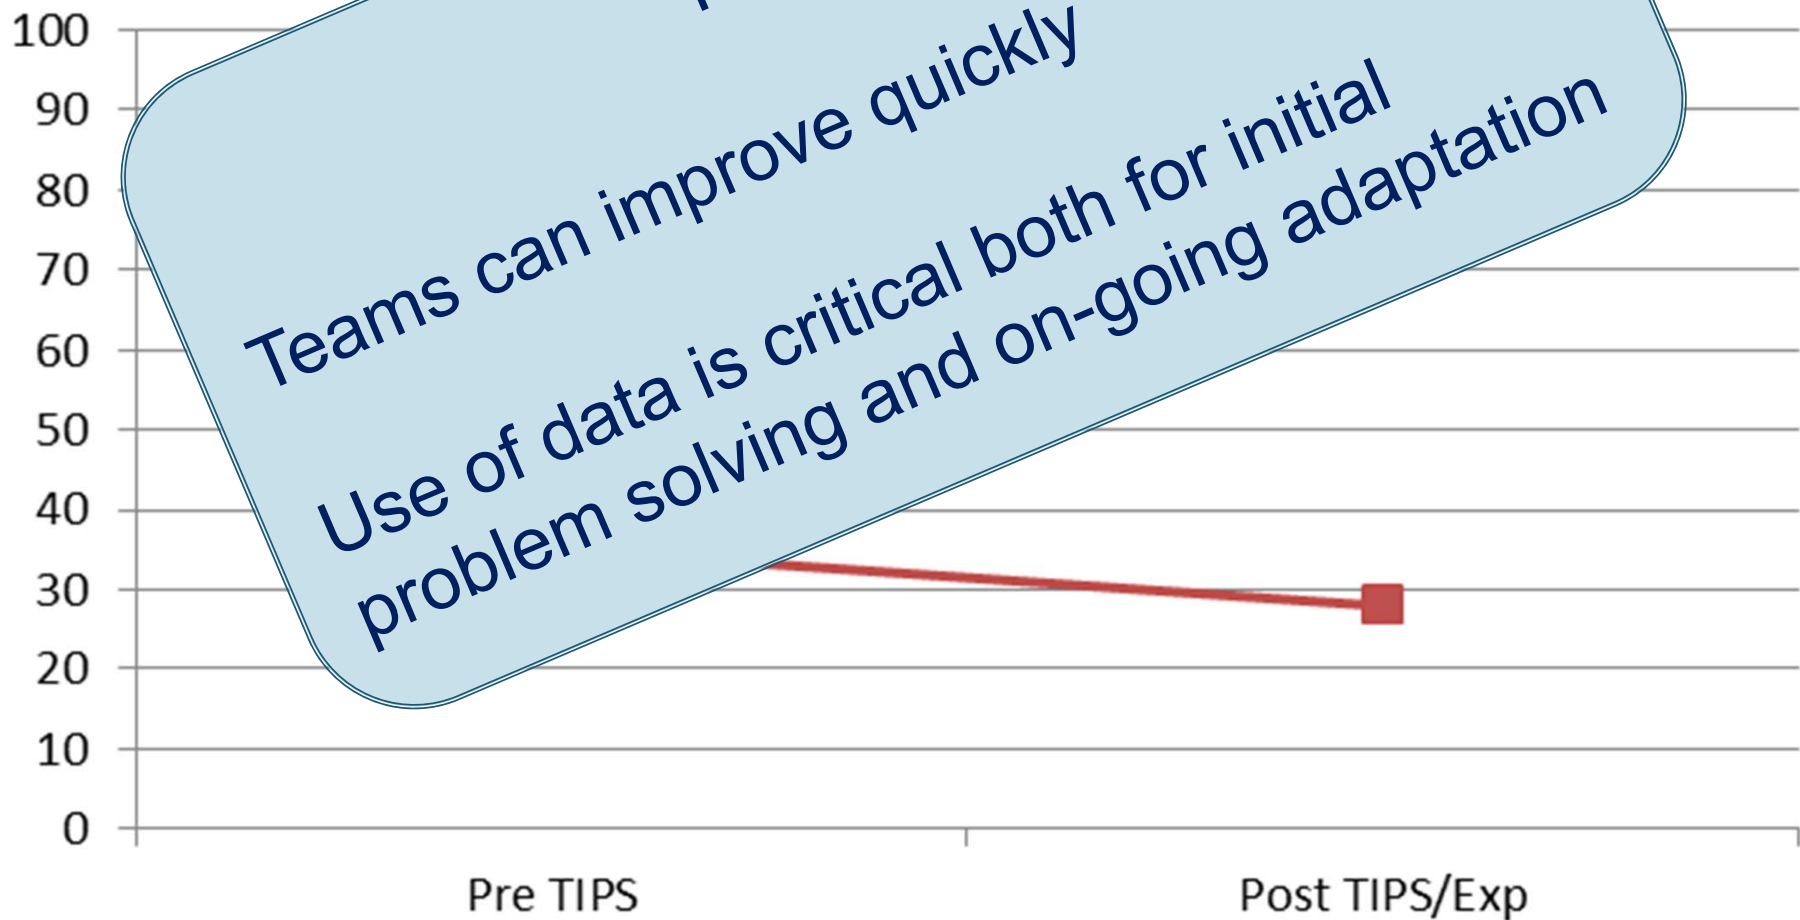 100
90
80
70
60
50
40
30
20
10
0
Teams can improve quickly
Use of data is critical both for initial
problem solving and on-going adaptation
Pre TIPS
Post TIPS/Exp